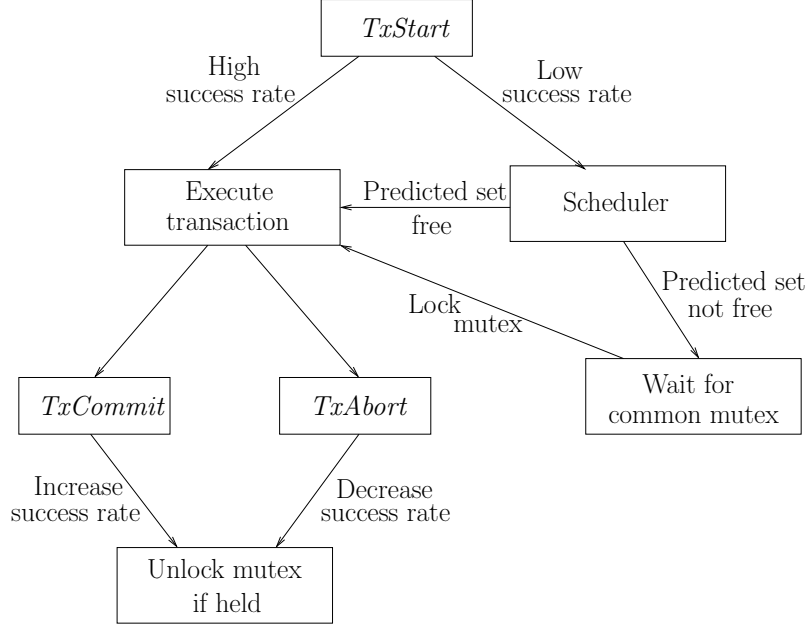 TxStart
High
success rate
Low
success rate
Execute
transaction
Predicted set
free
Scheduler
Lock
mutex
Predicted set
not free
TxCommit
TxAbort
Wait for
common mutex
Increase
success rate
Decrease
success rate
Unlock mutex
if held